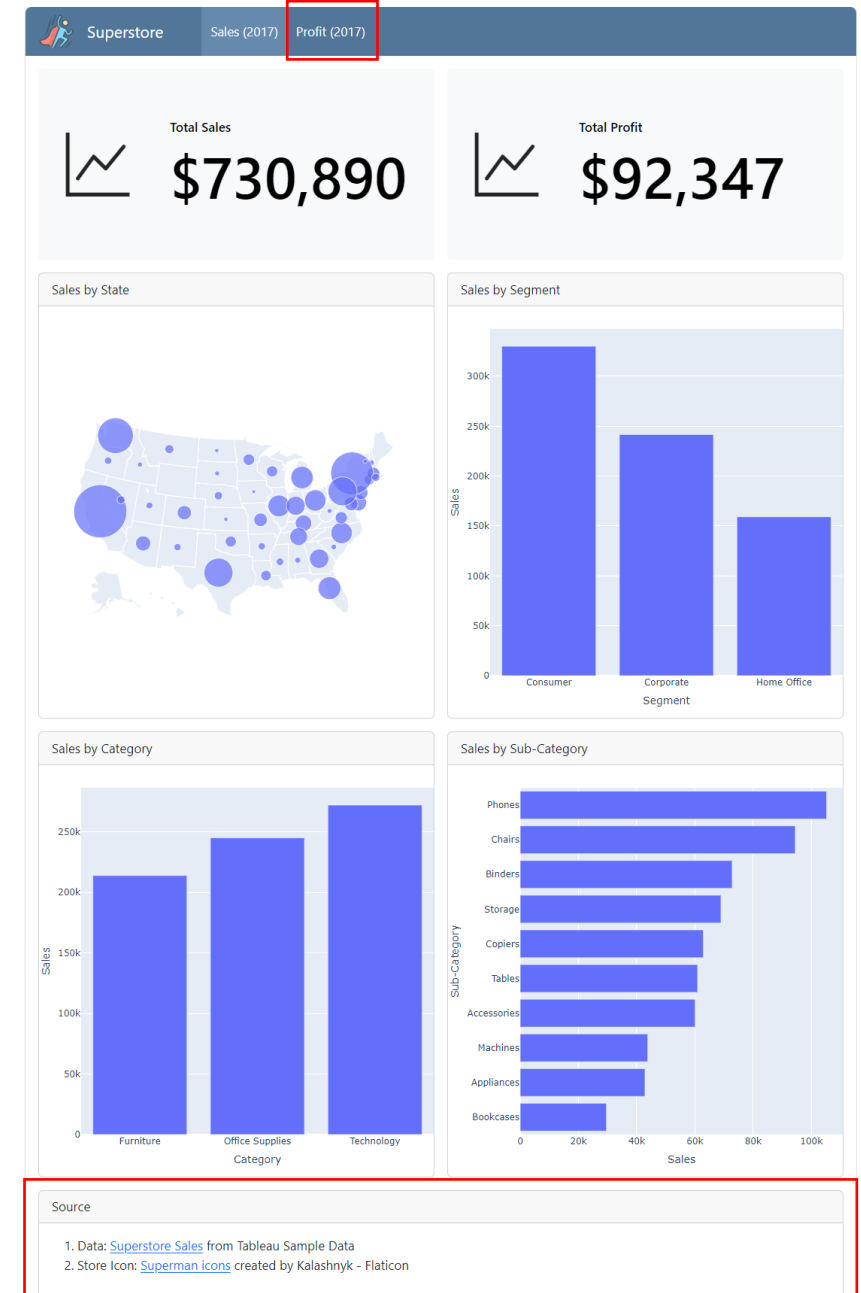 Superstore Sales (2017) Profit (2017)
Total Sales
$730,890
Total Profit
$92,347
Sales by State
Sales by Segment
300k
250k
200k
150k
100k
50k
0
Sales
Consumer Corporate Home Office
Segment
Sales by Category
250k
200k
150k
100k
50k
0
Sales
Furniture Office Supplies Technology
Category
Sales by Sub-Category
Sub-Category
Phones
Chairs
Binders
Storage
Copiers
Tables
Accessories
Machines
Appliances
Bookcases
0 20k 40k 60k 80k 100k
Sales
Source
1. Data: Superstore Sales from Tableau Sample Data
2. Store Icon: Superman icons created by Kalashnyk - Flaticon